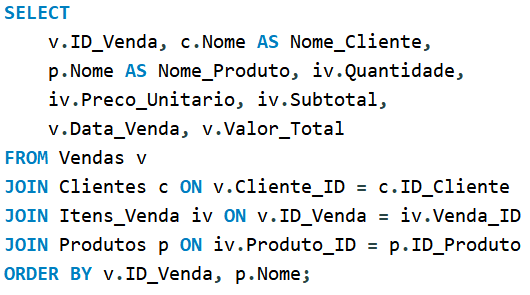 SELECT
v.ID_Venda, c.Nome AS Nome_Cliente,
p.Nome AS Nome_Produto, iv.Quantidade,
iv.Preco_Unitario, iv.Subtotal,
v.Data_Venda, v.Valor_Total
FROM Vendas v
JOIN Clientes c ON v.Cliente_ID = c.ID_Cliente
JOIN Itens_Venda iv ON v.ID_Venda = iv.Venda_ID
JOIN Produtos p ON iv.Produto_ID = p.ID_Produto
ORDER BY v.ID_Venda, p.Nome;